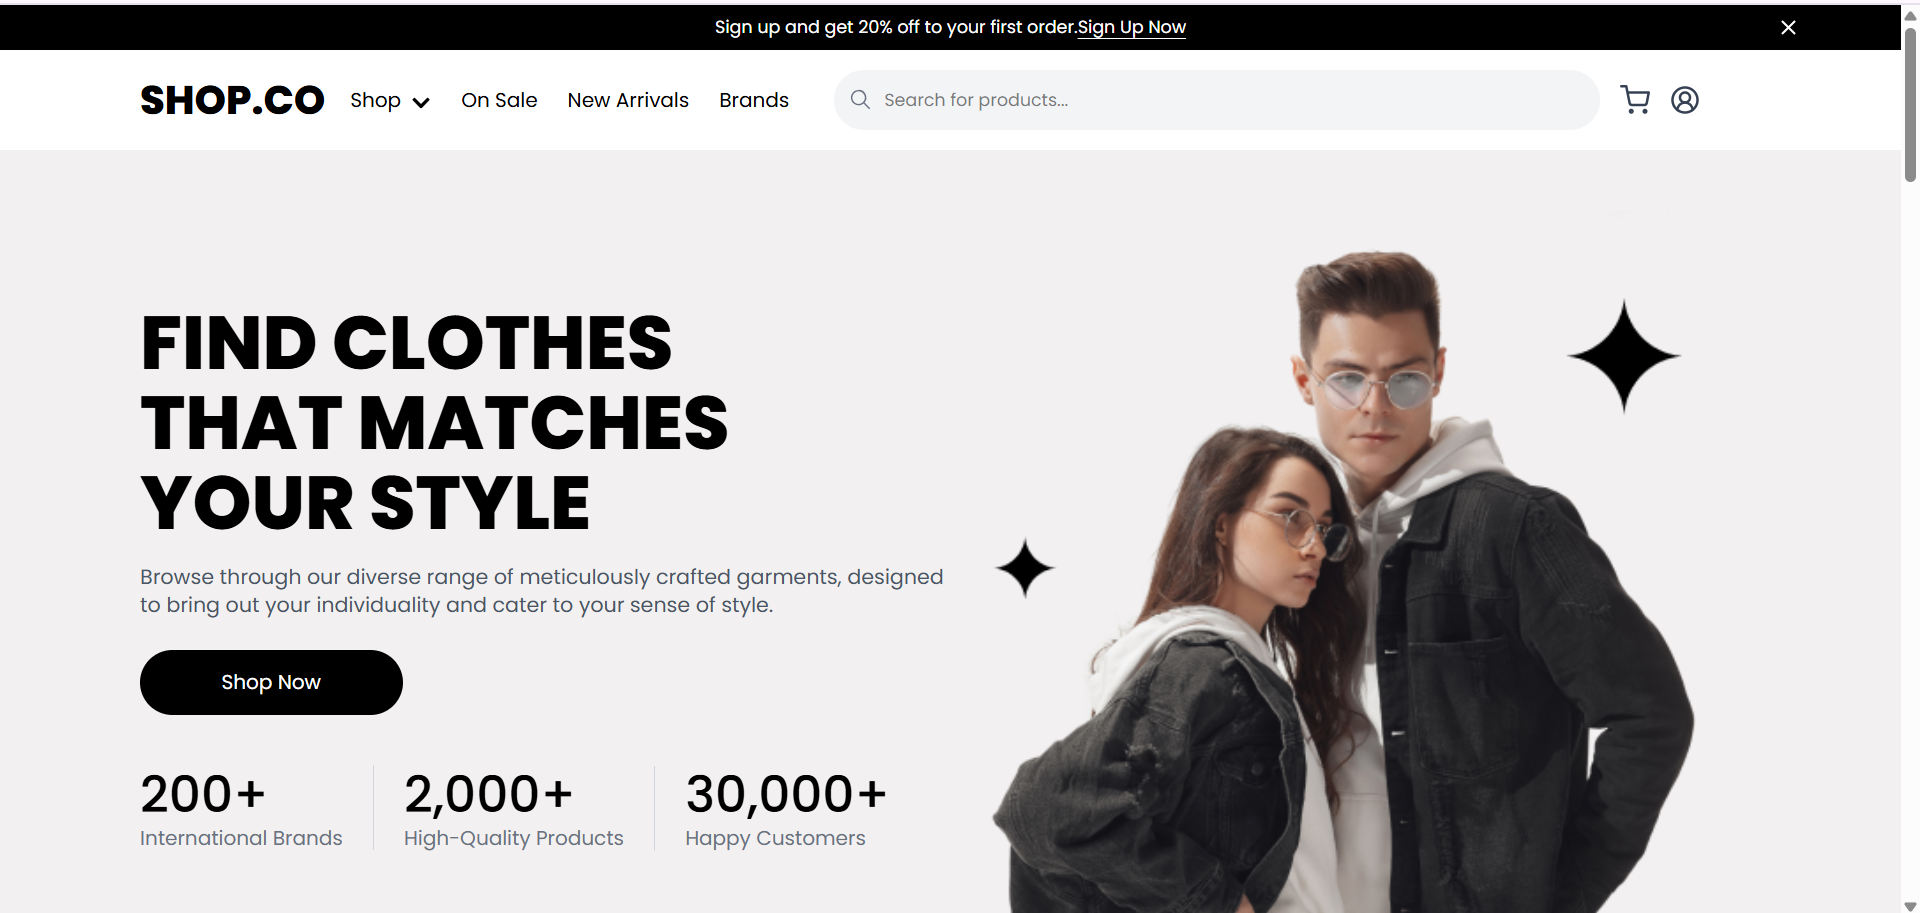 Sign up and get 20% off to your first order.Sign Up Now
SHOP.CO
Shop
On Sale
New Arrivals
Brands
Search for products...
FIND CLOTHES
THAT MATCHES
YOUR STYLE
Browse through our diverse range of meticulously crafted garments, designed
to bring out your individuality and cater to your sense of style.
Shop Now
200+
International Brands
2,000+
High-Quality Products
30,000+
Happy Customers